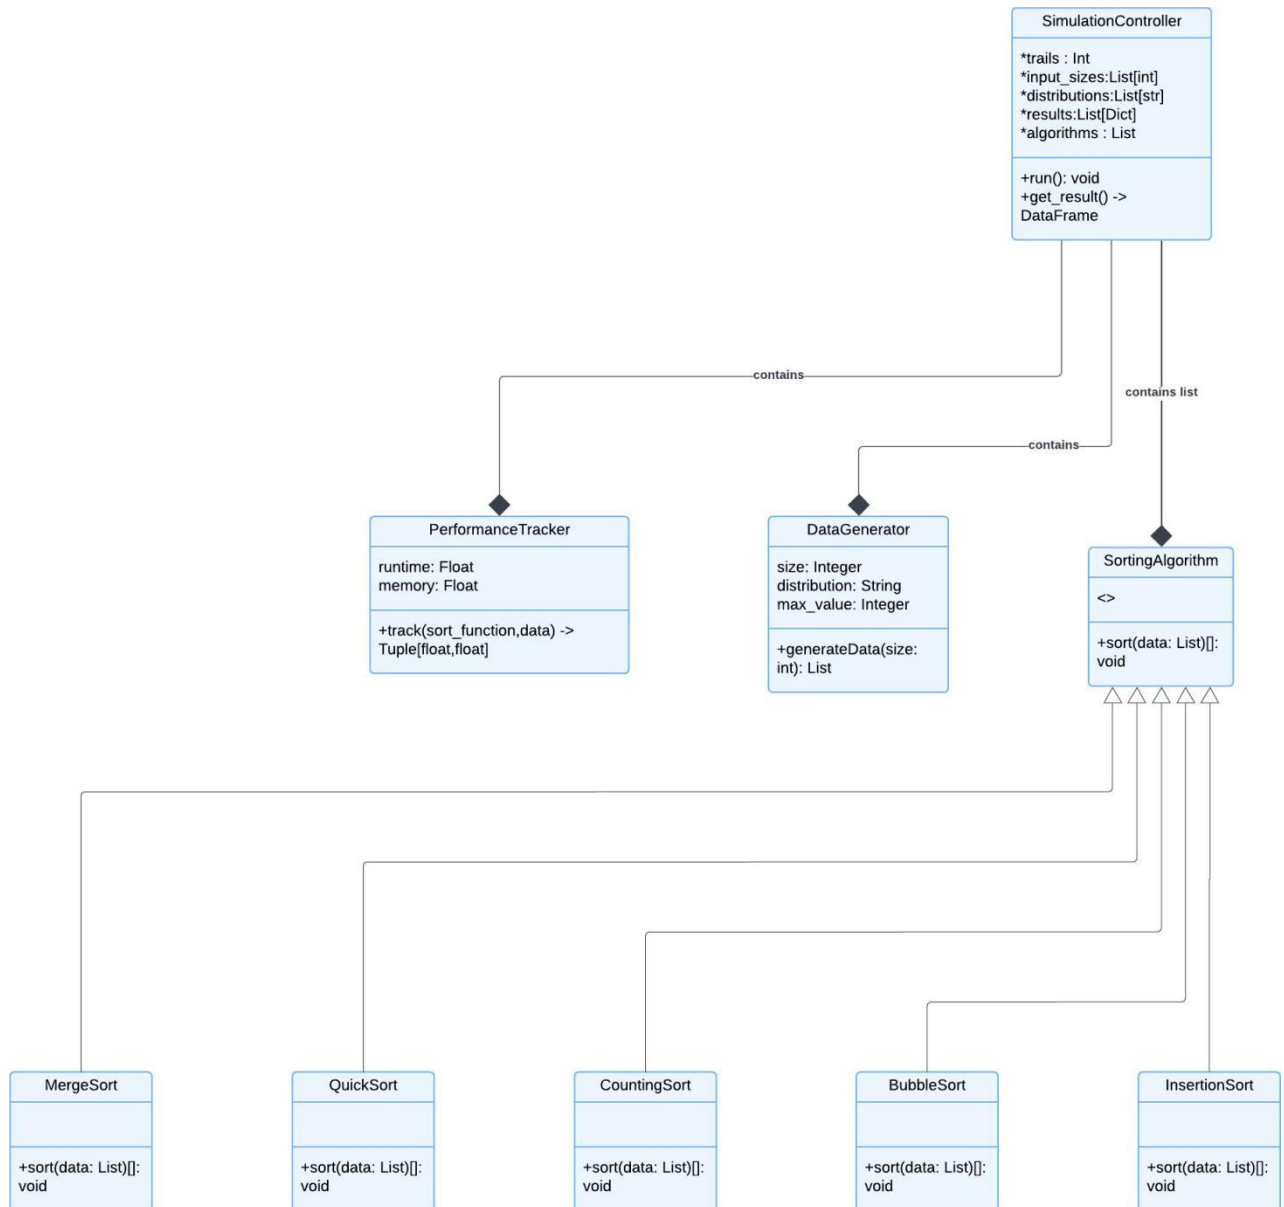 SimulationController
*trails : Int
*input_sizes:List[int]
*distributions:List[str]
*results:List[Dict]
*algorithms : List
+run(): void
+get_result() ->
DataFrame
contains
contains list
contains
PerformanceTracker
runtime: Float
memory: Float
+track(sort_function,data) ->
Tuple[float,float]
DataGenerator
size: Integer
distribution: String
max_value: Integer
+generateData(size:
int): List
SortingAlgorithm
<>
+sort(data: List)[]:
void
MergeSort
+sort(data: List)[]:
void
QuickSort
+sort(data: List)[]:
void
CountingSort
+sort(data: List)[]:
void
BubbleSort
+sort(data: List)[]:
void
InsertionSort
+sort(data: List)[]:
void